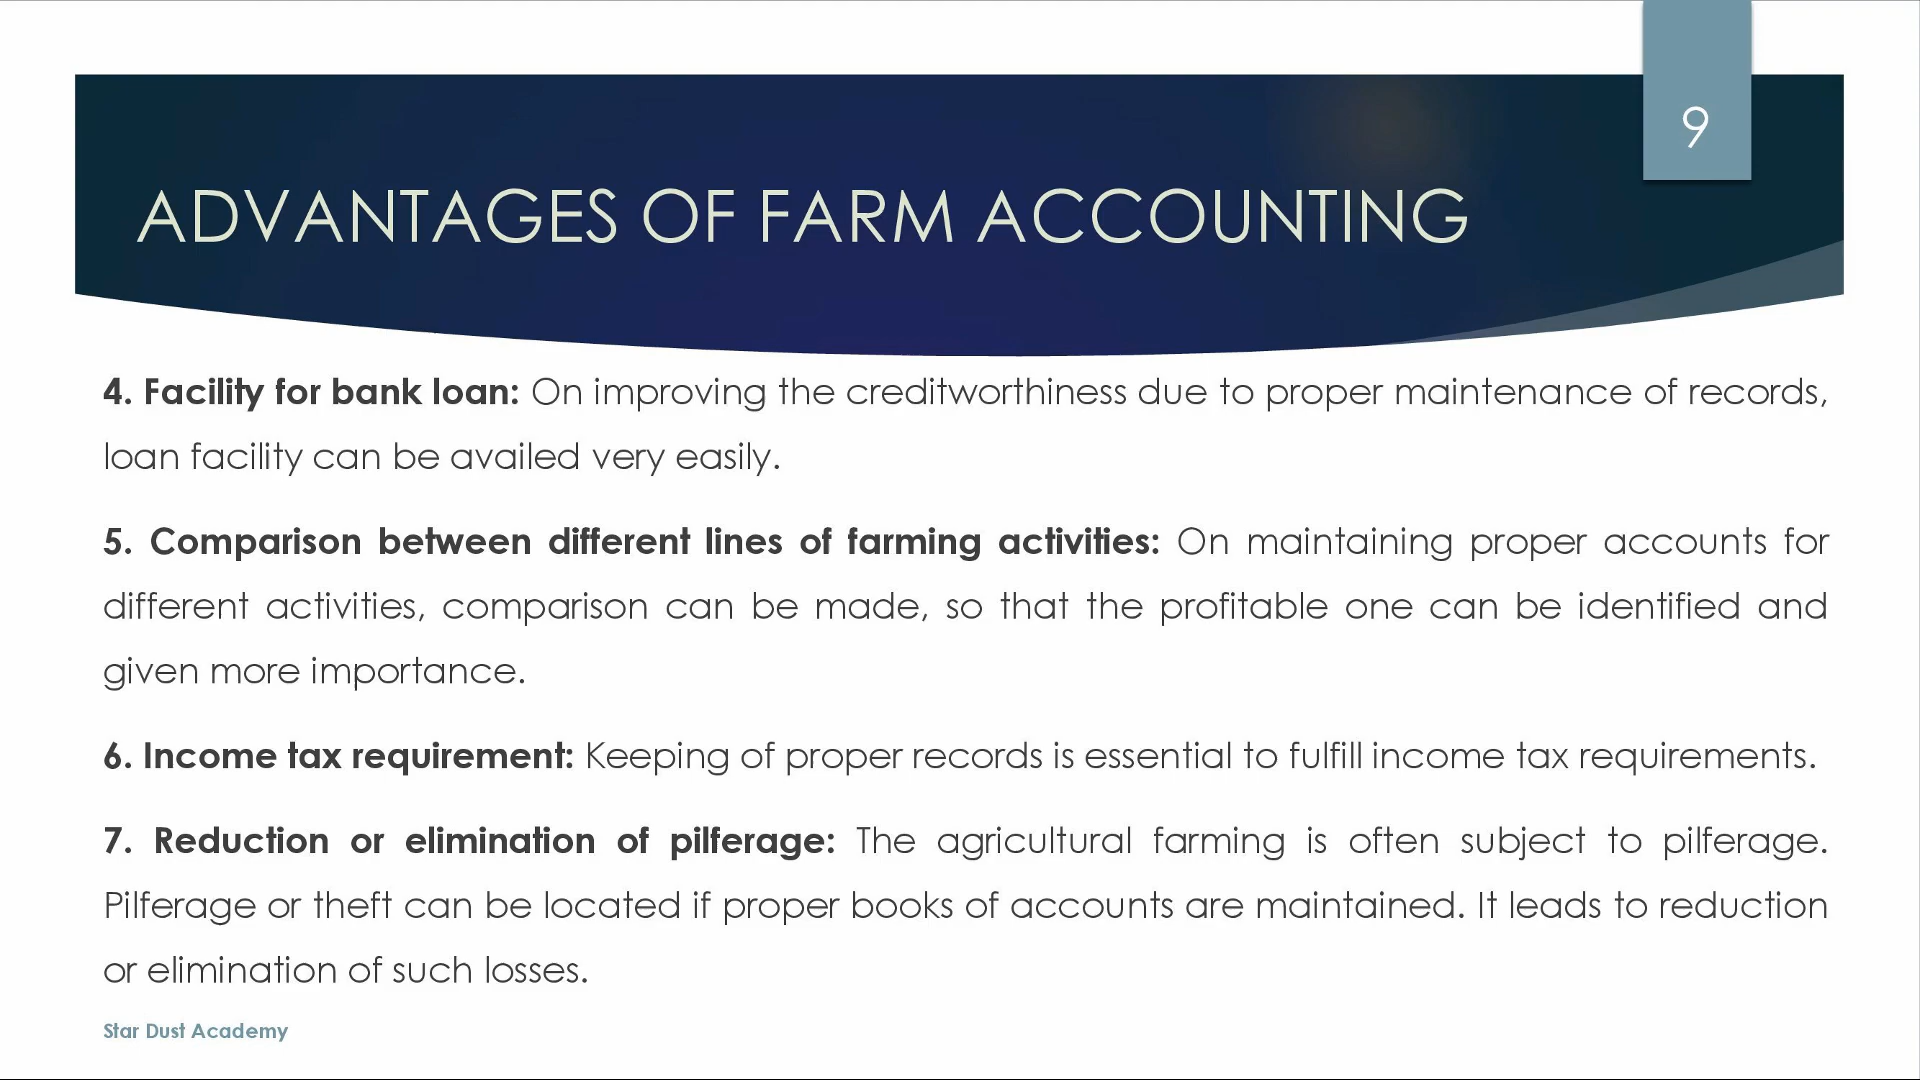 9
ADVANTAGES OF FARM ACCOUNTING
4. Facility for bank loan: On improving the creditworthiness due to proper maintenance of records,
loan facility can be availed very easily.
5. Comparison between different lines of farming activities: On maintaining proper accounts for
different activities, comparison can be made, so that the profitable one can be identified and
given more importance.
6. Income tax requirement: Keeping of proper records is essential to fulfill income tax requirements.
7. Reduction or elimination of pilferage: The agricultural farming is often subject to pilferage.
Pilferage or theft can be located if proper books of accounts are maintained. It leads to reduction
or elimination of such losses.
Star Dust Academy